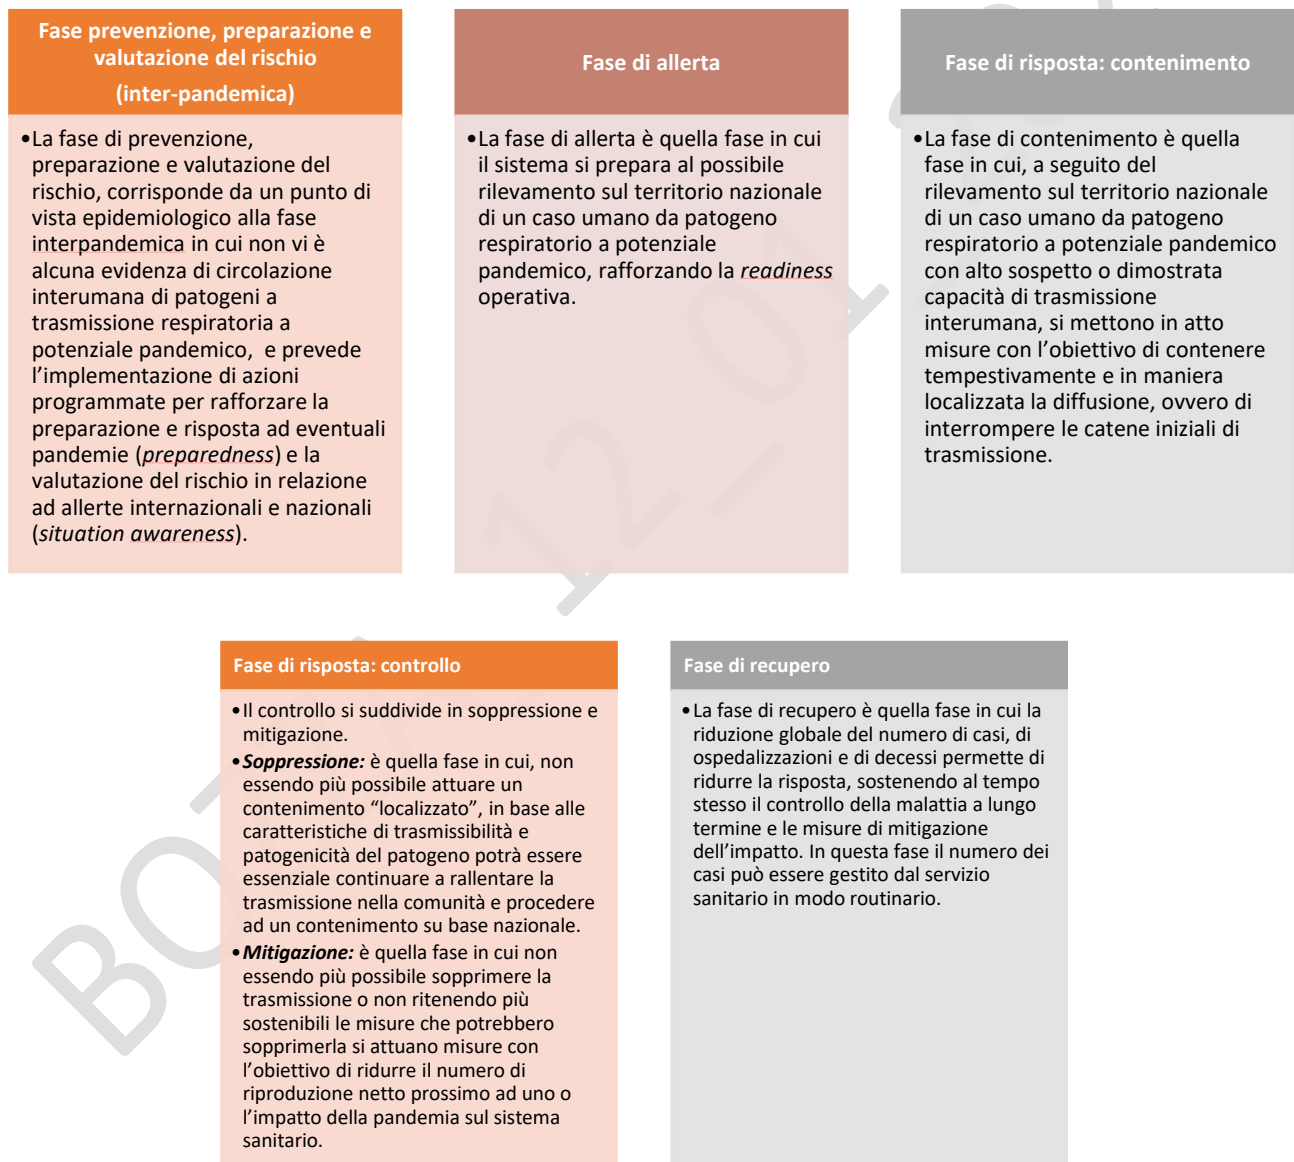 Fase prevenzione, preparazione e
valutazione del rischio
(inter-pandemica)
•La fase di prevenzione,
preparazione e valutazione del
rischio, corrisponde da un punto di
vista epidemiologico alla fase
interpandemica in cui non vi è
alcuna evidenza di circolazione
interumana di patogeni a
trasmissione respiratoria a
potenziale pandemico, e prevede
l’implementazione di azioni
programmate per rafforzare la
preparazione e risposta ad eventuali
pandemie (preparedness) e la
valutazione del rischio in relazione
ad allerte internazionali e nazionali
(situation awareness).
Fase di allerta
•La fase di allerta è quella fase in cui
il sistema si prepara al possibile
rilevamento sul territorio nazionale
di un caso umano da patogeno
respiratorio a potenziale
pandemico, rafforzando la readiness
operativa.
Fase di risposta: contenimento
•La fase di contenimento è quella
fase in cui, a seguito del
rilevamento sul territorio nazionale
di un caso umano da patogeno
respiratorio a potenziale pandemico
con alto sospetto o dimostrata
capacità di trasmissione
interumana, si mettono in atto
misure con l’obiettivo di contenere
tempestivamente e in maniera
localizzata la diffusione, ovvero di
interrompere le catene iniziali di
trasmissione.
Fase di risposta: controllo
•Il controllo si suddivide in soppressione e
mitigazione.
•Soppressione: è quella fase in cui, non
essendo più possibile attuare un
contenimento “localizzato”, in base alle
caratteristiche di trasmissibilità e
patogenicità del patogeno potrà essere
essenziale continuare a rallentare la
trasmissione nella comunità e procedere
ad un contenimento su base nazionale.
•Mitigazione: è quella fase in cui non
essendo più possibile sopprimere la
trasmissione o non ritenendo più
sostenibili le misure che potrebbero
sopprimerla si attuano misure con
l’obiettivo di ridurre il numero di
riproduzione netto prossimo ad uno o
l’impatto della pandemia sul sistema
sanitario.
Fase di recupero
•La fase di recupero è quella fase in cui la
riduzione globale del numero di casi, di
ospedalizzazioni e di decessi permette di
ridurre la risposta, sostenendo al tempo
stesso il controllo della malattia a lungo
termine e le misure di mitigazione
dell’impatto. In questa fase il numero dei
casi può essere gestito dal servizio
sanitario in modo routinario.